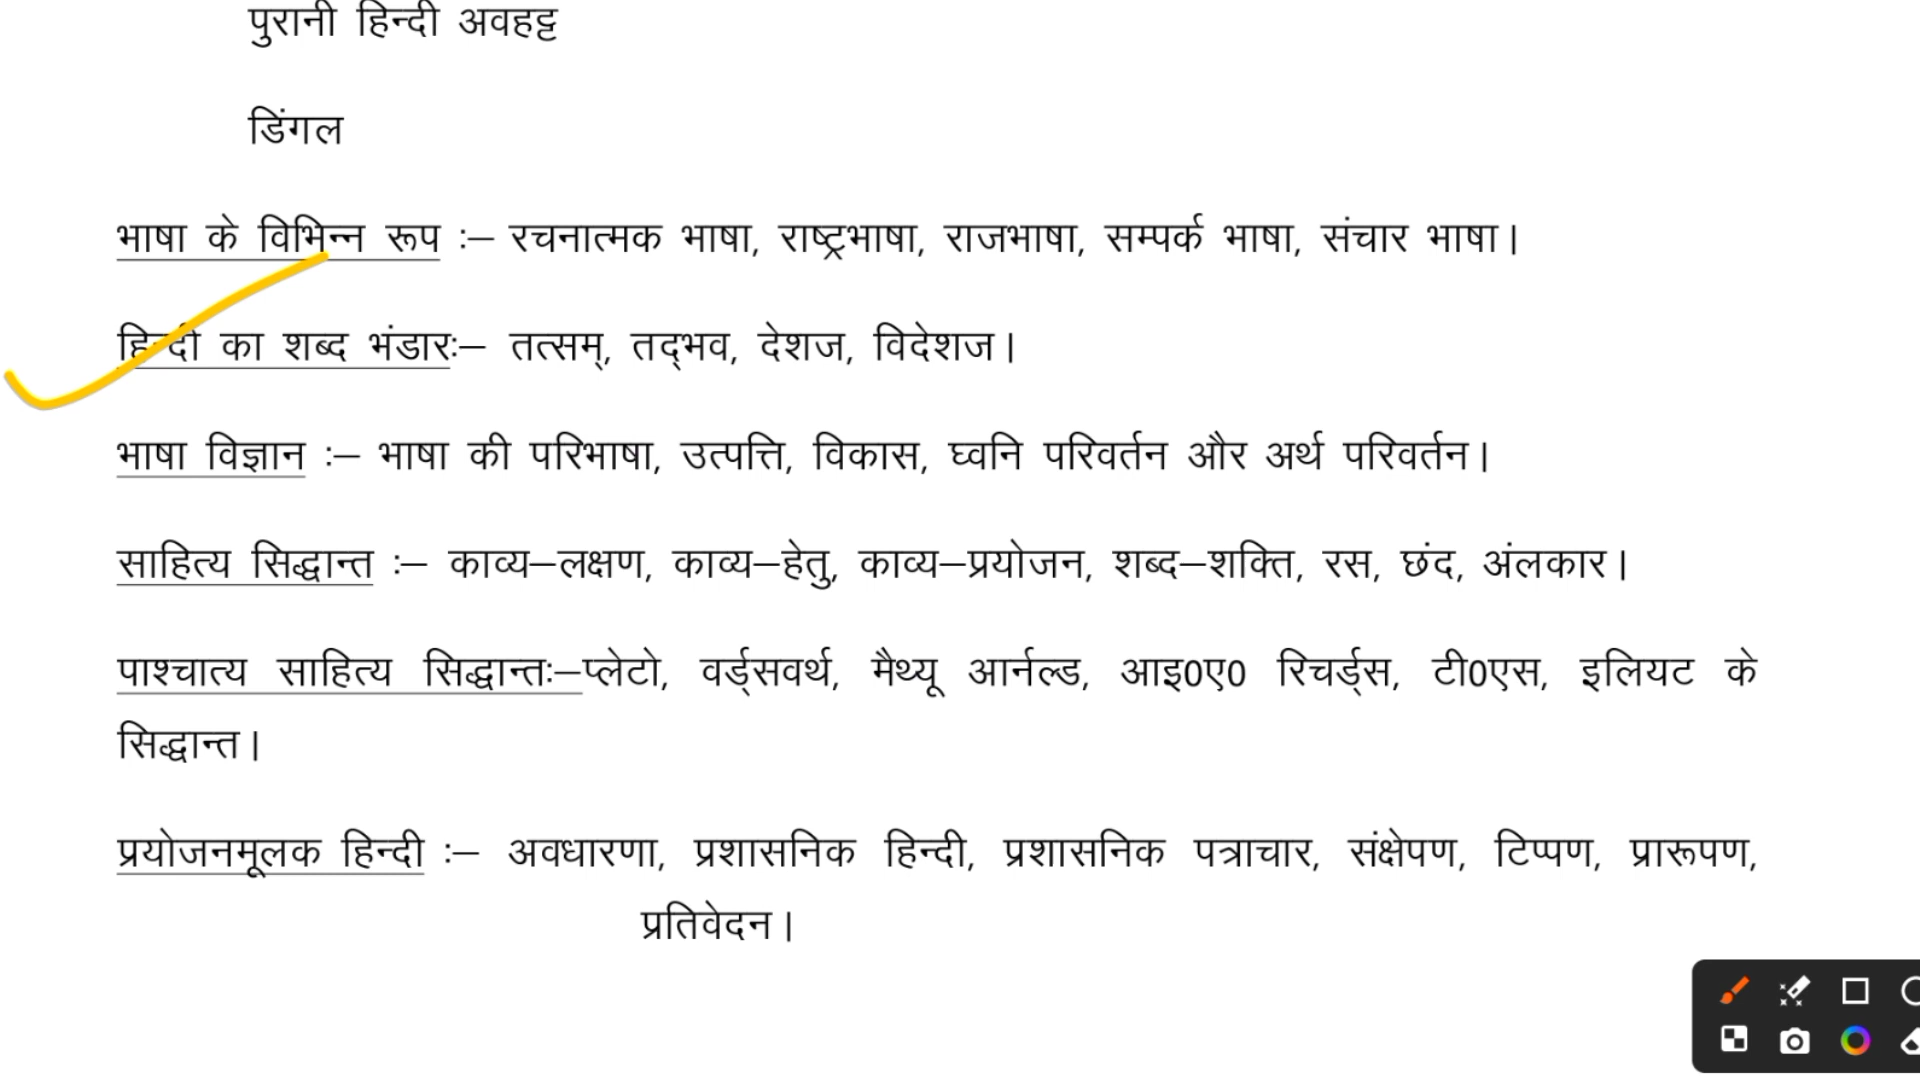 पुरानी हिन्दी अवहट्ट
डिंगल
भाषा के विभिन्न रूप :– रचनात्मक भाषा, राष्ट्रभाषा, राजभाषा, सम्पर्क भाषा, संचार भाषा।
हिन्दी का शब्द भंडारः– तत्सम्, तद्भव, देशज, विदेशज।
भाषा विज्ञान :– भाषा की परिभाषा, उत्पत्ति, विकास, घ्वनि परिवर्तन और अर्थ परिवर्तन।
साहित्य सिद्धान्त :– काव्य–लक्षण, काव्य–हेतु, काव्य–प्रयोजन, शब्द–शक्ति, रस, छंद, अंलकार।
पाश्चात्य साहित्य सिद्धान्तः–प्लेटो, वर्ड्सवर्थ, मैथ्यू आर्नल्ड, आइ0ए0 रिचर्ड्स, टी0एस, इलियट के
सिद्धान्त।
प्रयोजनमूलक हिन्दी :– अवधारणा, प्रशासनिक हिन्दी, प्रशासनिक पत्राचार, संक्षेपण, टिप्पण, प्रारूपण,
प्रतिवेदन।